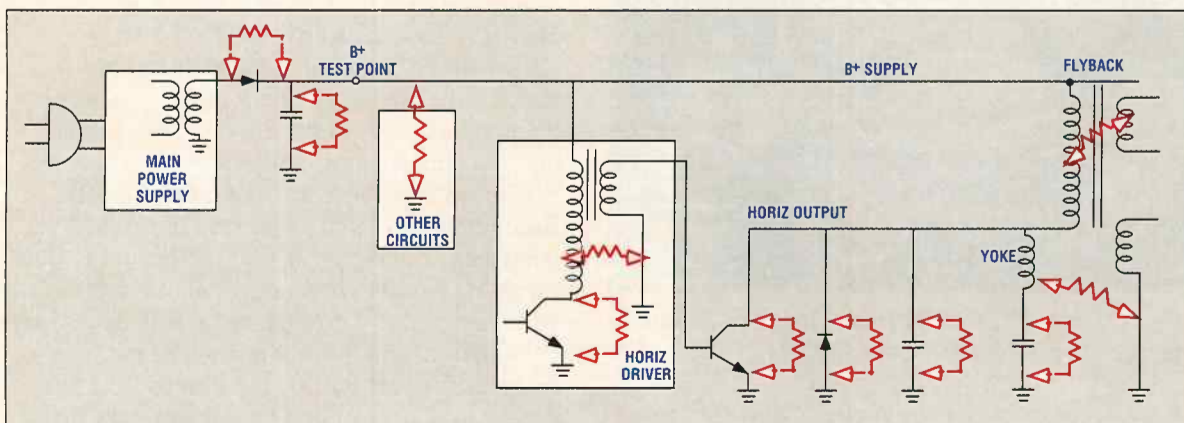 B+
TEST POINT
B+ SUPPLY
FLYBACK
MAIN
POWER
SUPPLY
OTHER
CIRCUITS
HORIZ OUTPUT
YOKE
HORIZ
DRIVER